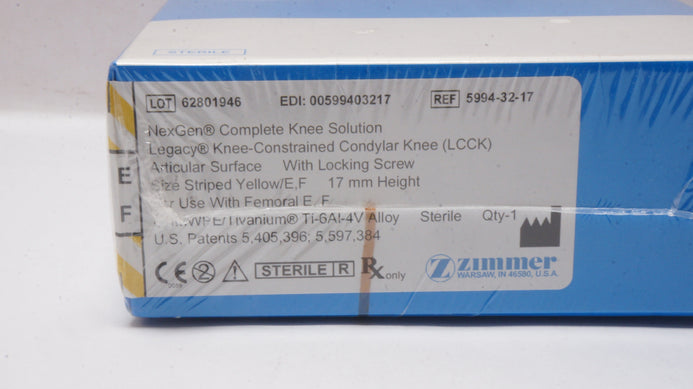 STERILE
LOT 62801946 EDI: 00599403217 REF 5994-32-17
NexGen® Complete Knee Solution
Legacy® Knee-Constrained Condylar Knee (LCCK)
Articular Surface With Locking Screw
Size Striped Yellow/E,F 17 mm Height
For Use With Femoral E, F
Tivanium® Ti-6Al-4V Alloy Sterile Qty-1
U.S. Patents 5,405,396; 5,597,384
E
F
CE 2 STERILE R Rx only zimmer
WARSAW, IN 46580, U.S.A.